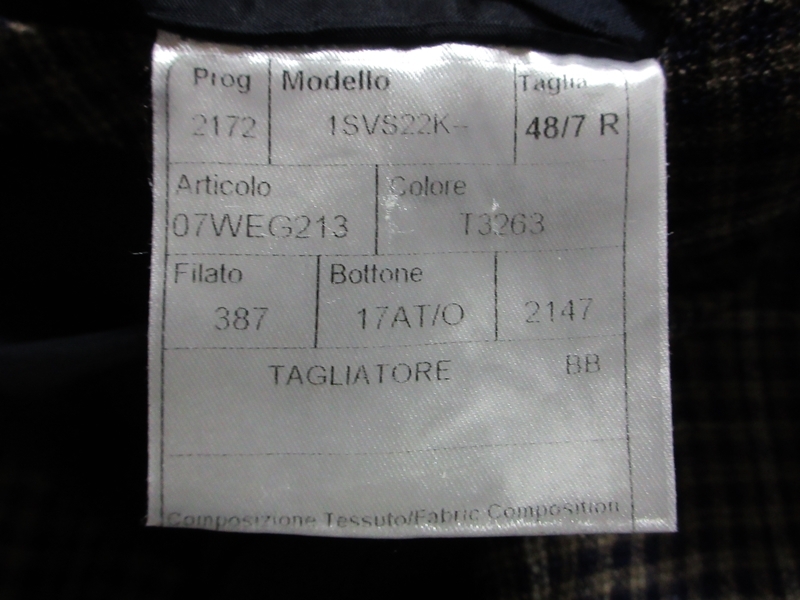 Prog Modello Taglia
2172 1SVS22K-- 48/7 R
Articolo Colore
07WEG213 T3263
Filato Bottone
387 17AT/O 2147
TAGLIATORE BB
Composizione Tessuto/Fabric Composition